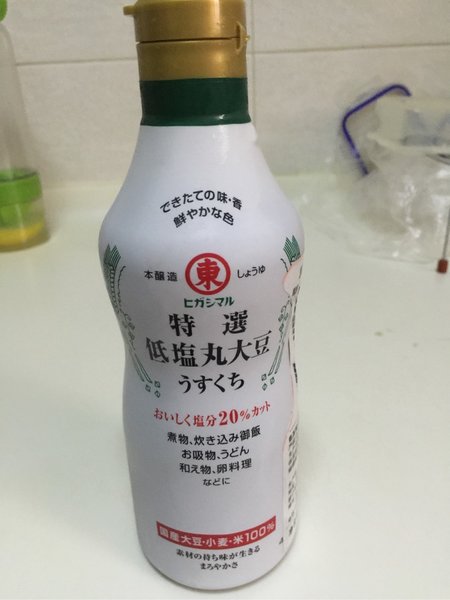 できたての味・香
鮮やかな色
本醸造 東 しょうゆ
ヒガシマル
特選
低塩丸大豆
うすくち
おいしく塩分20%カット
煮物、炊き込み御飯
お吸物、うどん
和え物、卵料理
などに
国産大豆・小麦・米100%
素材の持ち味が生きる
まろやかさ